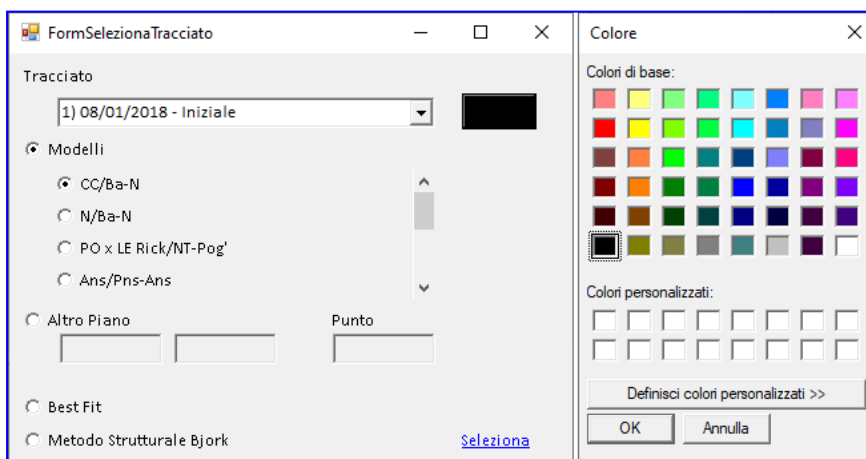 FormSelezionaTracciato
Tracciato
1) 08/01/2018 - Iniziale
Modelli
CC/Ba-N
N/Ba-N
PO x LE Rick/NT-Pog'
Ans/Pns-Ans
Altro Piano
Punto
Best Fit
Metodo Strutturale Bjork
Seleziona
Colore
Colori di base:
Colori personalizzati:
Definisci colori personalizzati >>
OK
Annulla